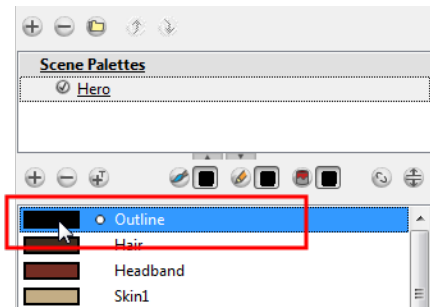 Scene Palettes
Hero
Outline
Hair
Headband
Skin1